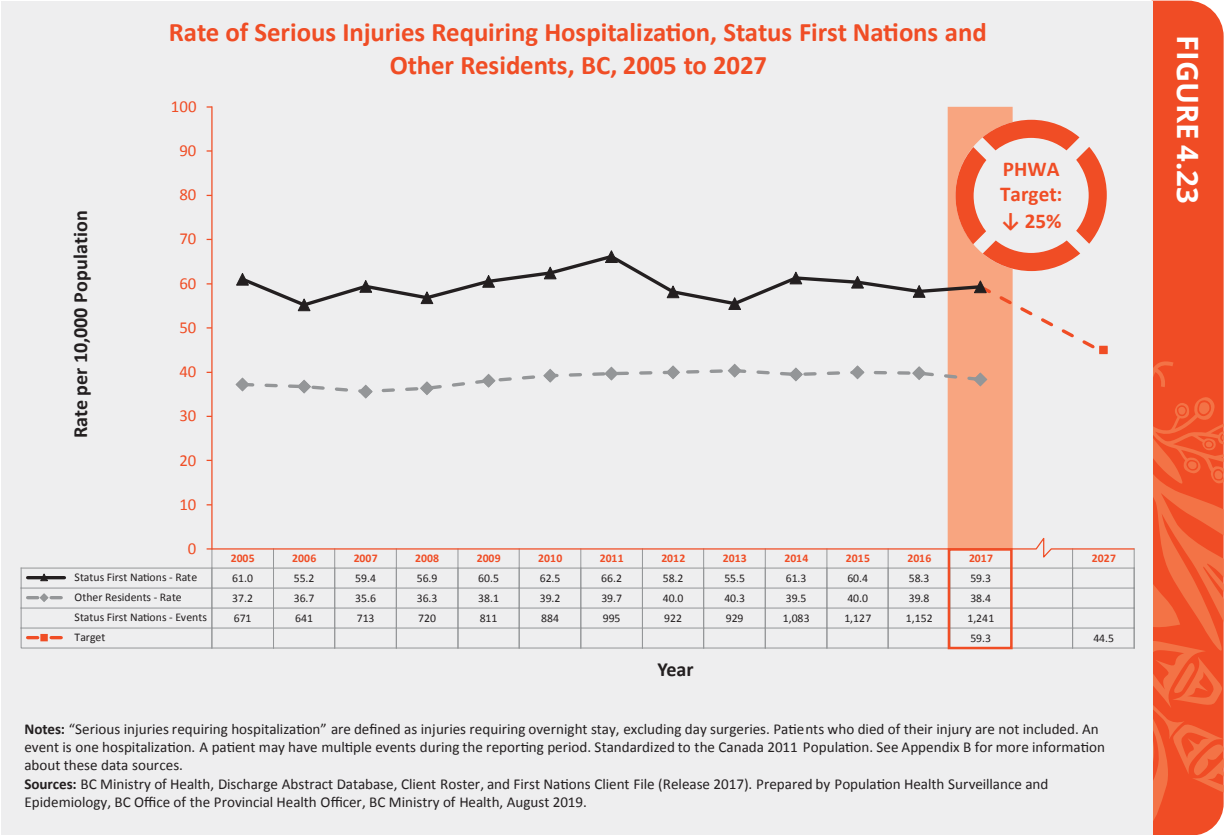 Rate of Serious Injuries Requiring Hospitalization, Status First Nations and
Other Residents, BC, 2005 to 2027
FIGURE 4.23
Rate per 10,000 Population
100
90
80
70
60
50
40
30
20
10
0
PHWA
Target:
↓ 25%
2005 2006 2007 2008 2009 2010 2011 2012 2013 2014 2015 2016 2017 2027
Status First Nations - Rate 61.0 55.2 59.4 56.9 60.5 62.5 66.2 58.2 55.5 61.3 60.4 58.3 59.3
Other Residents - Rate 37.2 36.7 35.6 36.3 38.1 39.2 39.7 40.0 40.3 39.5 40.0 39.8 38.4
Status First Nations - Events 671 641 713 720 811 884 995 922 929 1,083 1,127 1,152 1,241
Target 59.3 44.5
Year
Notes: “Serious injuries requiring hospitalization” are defined as injuries requiring overnight stay, excluding day surgeries. Patients who died of their injury are not included. An
event is one hospitalization. A patient may have multiple events during the reporting period. Standardized to the Canada 2011 Population. See Appendix B for more information
about these data sources.
Sources: BC Ministry of Health, Discharge Abstract Database, Client Roster, and First Nations Client File (Release 2017). Prepared by Population Health Surveillance and
Epidemiology, BC Office of the Provincial Health Officer, BC Ministry of Health, August 2019.